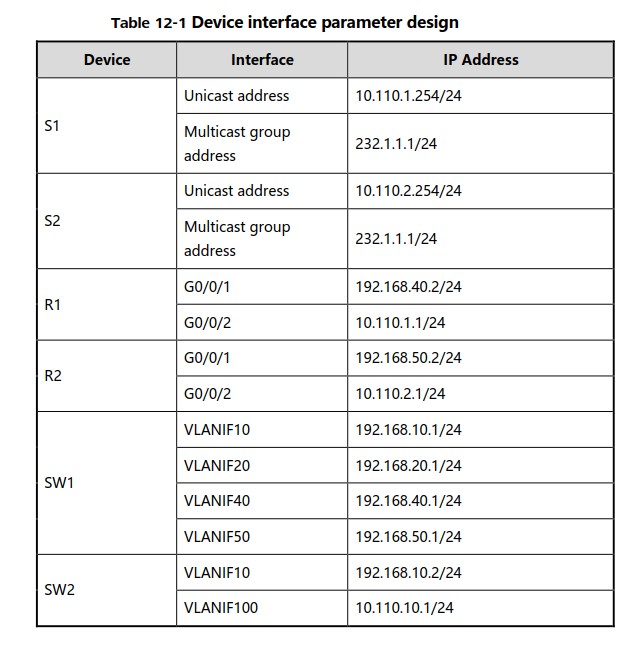 Table 12-1 Device interface parameter design
Device Interface IP Address
S1
Unicast address 10.110.1.254/24
Multicast group
address
232.1.1.1/24
S2
Unicast address 10.110.2.254/24
Multicast group
address
232.1.1.1/24
R1
G0/0/1 192.168.40.2/24
G0/0/2 10.110.1.1/24
R2
G0/0/1 192.168.50.2/24
G0/0/2 10.110.2.1/24
SW1
VLANIF10 192.168.10.1/24
VLANIF20 192.168.20.1/24
VLANIF40 192.168.40.1/24
VLANIF50 192.168.50.1/24
SW2
VLANIF10 192.168.10.2/24
VLANIF100 10.110.10.1/24